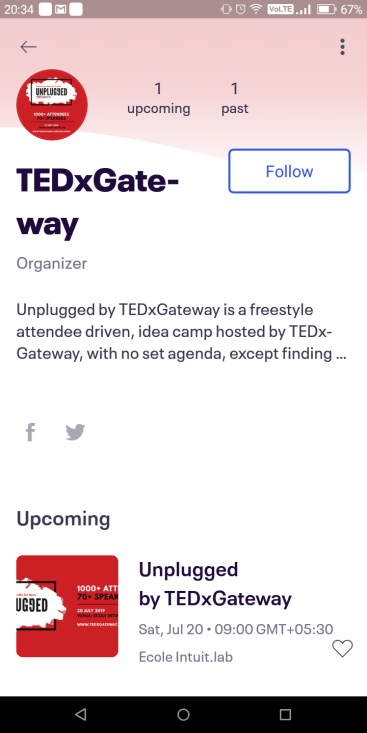 20:34
VoLTE
67%
UNPLUGGED
1000+ ATTENDEES
70+ SPEAKERS
1
upcoming
1
past
TEDxGate-
way
Follow
Organizer
Unplugged by TEDxGateway is a freestyle
attendee driven, idea camp hosted by TEDx-
Gateway, with no set agenda, except finding ...
Upcoming
UGGED
1000+ ATT
70+ SPEAK
20 JULY 2019
WWW.TEDXGATEWAY.
Unplugged
by TEDxGateway
Sat, Jul 20 • 09:00 GMT+05:30
Ecole Intuit.lab